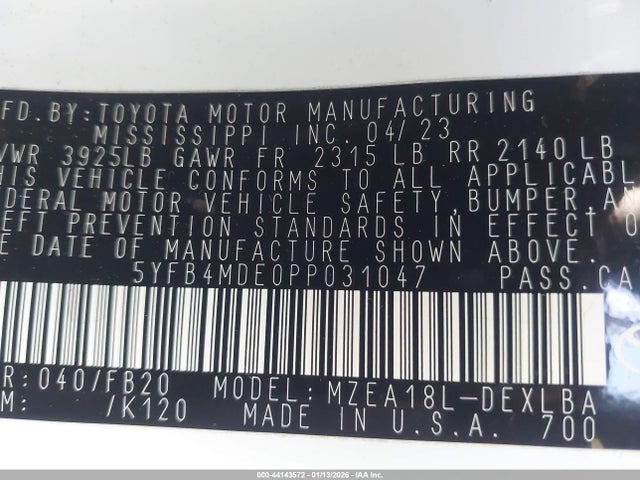 FD. BY: TOYOTA MOTOR MANUFACTURING
MISSISSIPPI INC. 04/23
VWR 3925LB GAWR FR 2315 LB RR 2140 LB
HIS VEHICLE CONFORMS TO ALL APPLICABL
DERAL MOTOR VEHICLE SAFETY, BUMPER, AN
EFT PREVENTION STANDARDS IN EFFECT O
E DATE OF MANUFACTURE SHOWN ABOVE.
5YFB4MDE0PP031047 PASS.CA
R: 040/FB20 MODEL: MZEA18L-DEXLBA
M: /K120 MADE IN U.S.A. 700
000-44143572 — 01/13/2026 — IAA Inc.